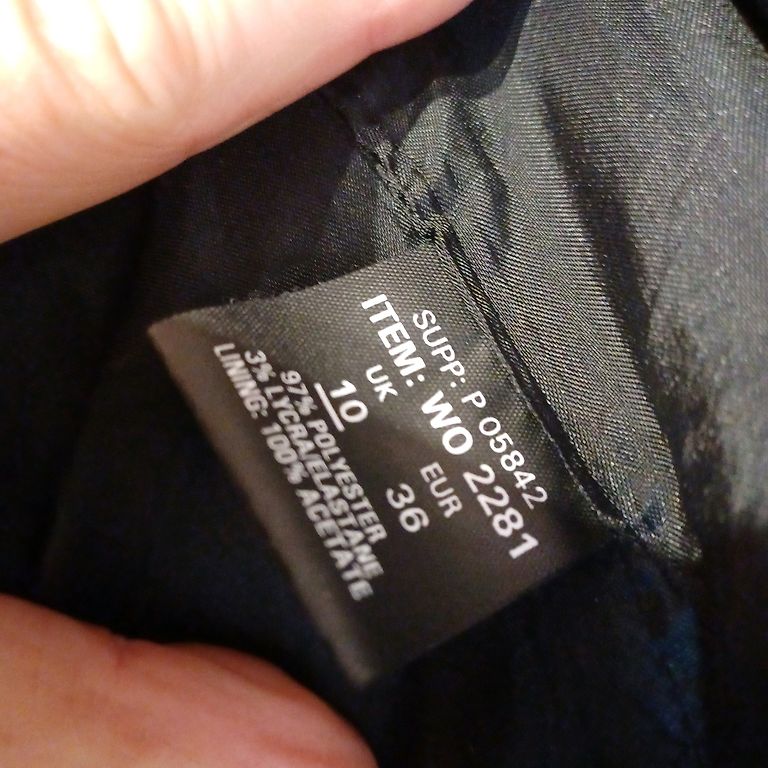 SUPP: P 05842
ITEM: WO 2281
UK EUR
10 36
97% POLYESTER
3% LYCRA/ELASTANE
LINING: 100% ACETATE